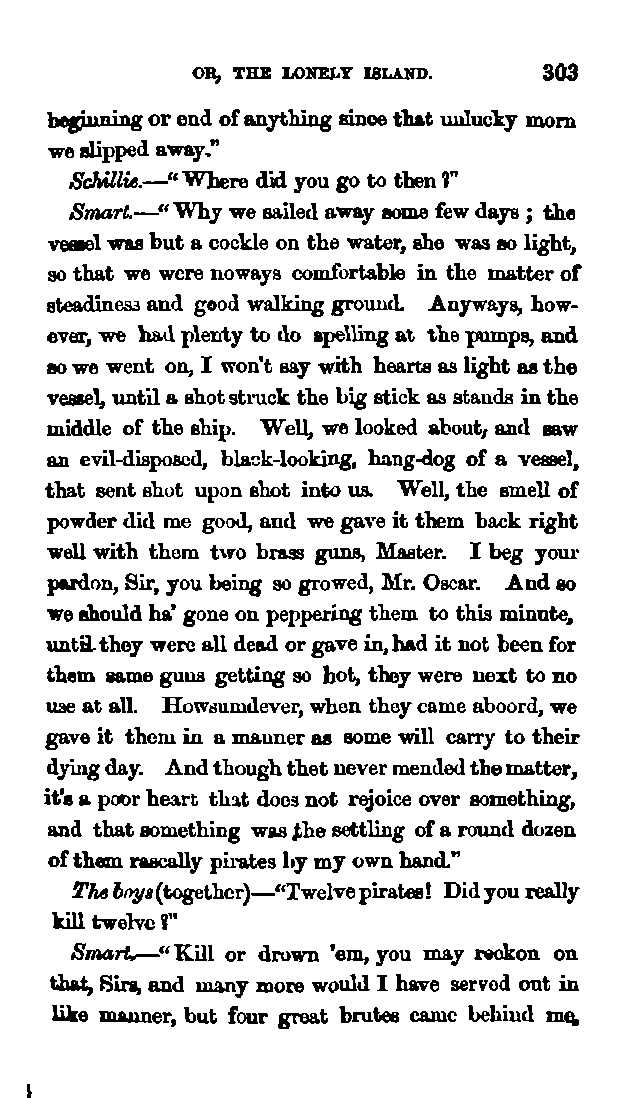 OR, THE LONELY ISLAND. 303
beginning or end of anything since that unlucky morn
we slipped away."
Schillie.—"Where did you go to then?"
Smart.—"Why we sailed away some few days; the
vessel was but a cockle on the water, she was so light,
so that we were noways comfortable in the matter of
steadiness and good walking ground. Anyways, how-
ever, we had plenty to do spelling at the pumps, and
so we went on, I won't say with hearts as light as the
vessel, until a shot struck the big stick as stands in the
middle of the ship. Well, we looked about, and saw
an evil-disposed, black-looking, hang-dog of a vessel,
that sent shot upon shot into us. Well, the smell of
powder did me good, and we gave it them back right
well with them two brass guns, Master. I beg your
pardon, Sir, you being so growed, Mr. Oscar. And so
we should ha' gone on peppering them to this minute,
until they were all dead or gave in, had it not been for
them same guns getting so hot, they were next to no
use at all. Howsumdever, when they came aboord, we
gave it them in a manner as some will carry to their
dying day. And though thet never mended the matter,
it's a poor heart that does not rejoice over something,
and that something was the settling of a round dozen
of them rascally pirates by my own hand."
The boys (together)—"Twelve pirates! Did you really
kill twelve?"
Smart.—"Kill or drown 'em, you may reckon on
that, Sirs, and many more would I have served out in
like manner, but four great brutes came behind me,